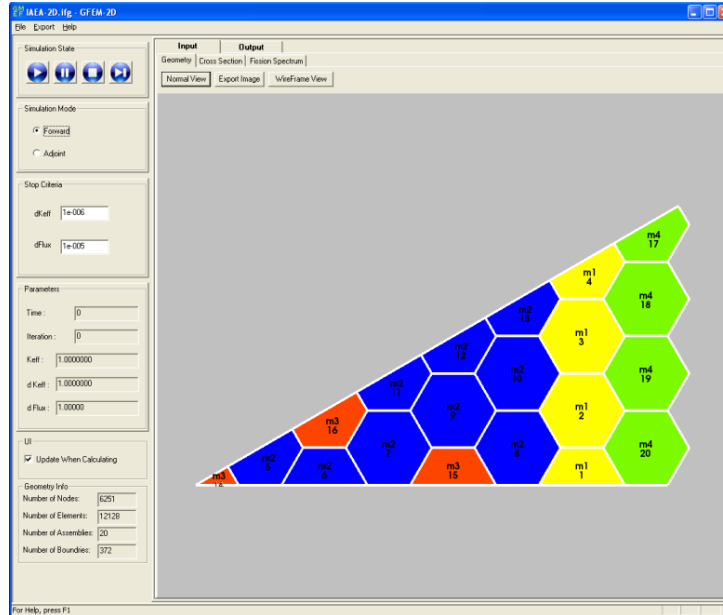 IAEA-2D.ifg - GFEM-2D
File Export Help
Simulation State
Simulation Mode
Forward
Adjoint
Stop Criteria
dKeff 1e-006
dFlux 1e-005
Parameters
Time : 0
Iteration : 0
Keff : 1.0000000
d Keff : 1.0000000
d Flux : 1.00000
UI
Update When Calculating
Geometry Info
Number of Nodes: 6251
Number of Elements: 12128
Number of Assemblies: 20
Number of Boundries: 372
Input Output
Geometry Cross Section Fission Spectrum
Normal View Export Image WireFrame View
m4
17
m1
4
m4
18
m2
13
m1
3
m2
12
m2
10
m4
19
m2
11
m2
9
m1
2
m3
16
m2
7
m2
8
m4
20
m2
5
m2
6
m3
15
m1
1
m3
For Help, press F1